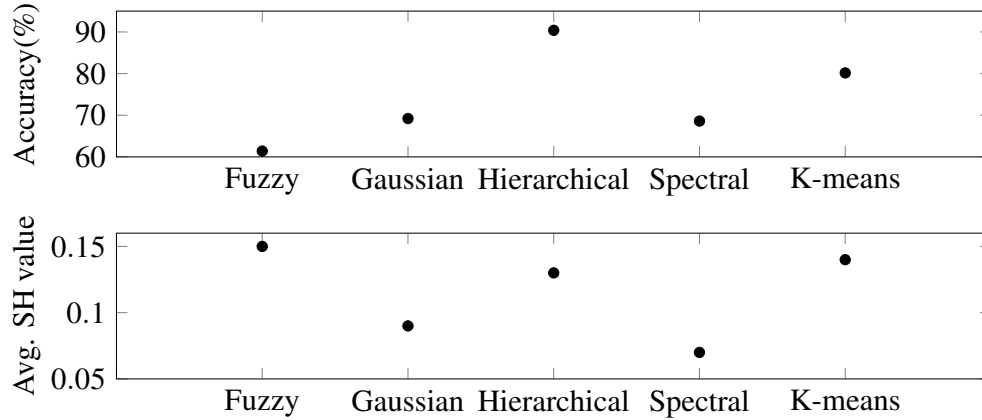 Accuracy(%)
90
80
70
60
Fuzzy Gaussian Hierarchical Spectral K-means
Avg. SH value
0.15
0.1
0.05
Fuzzy Gaussian Hierarchical Spectral K-means